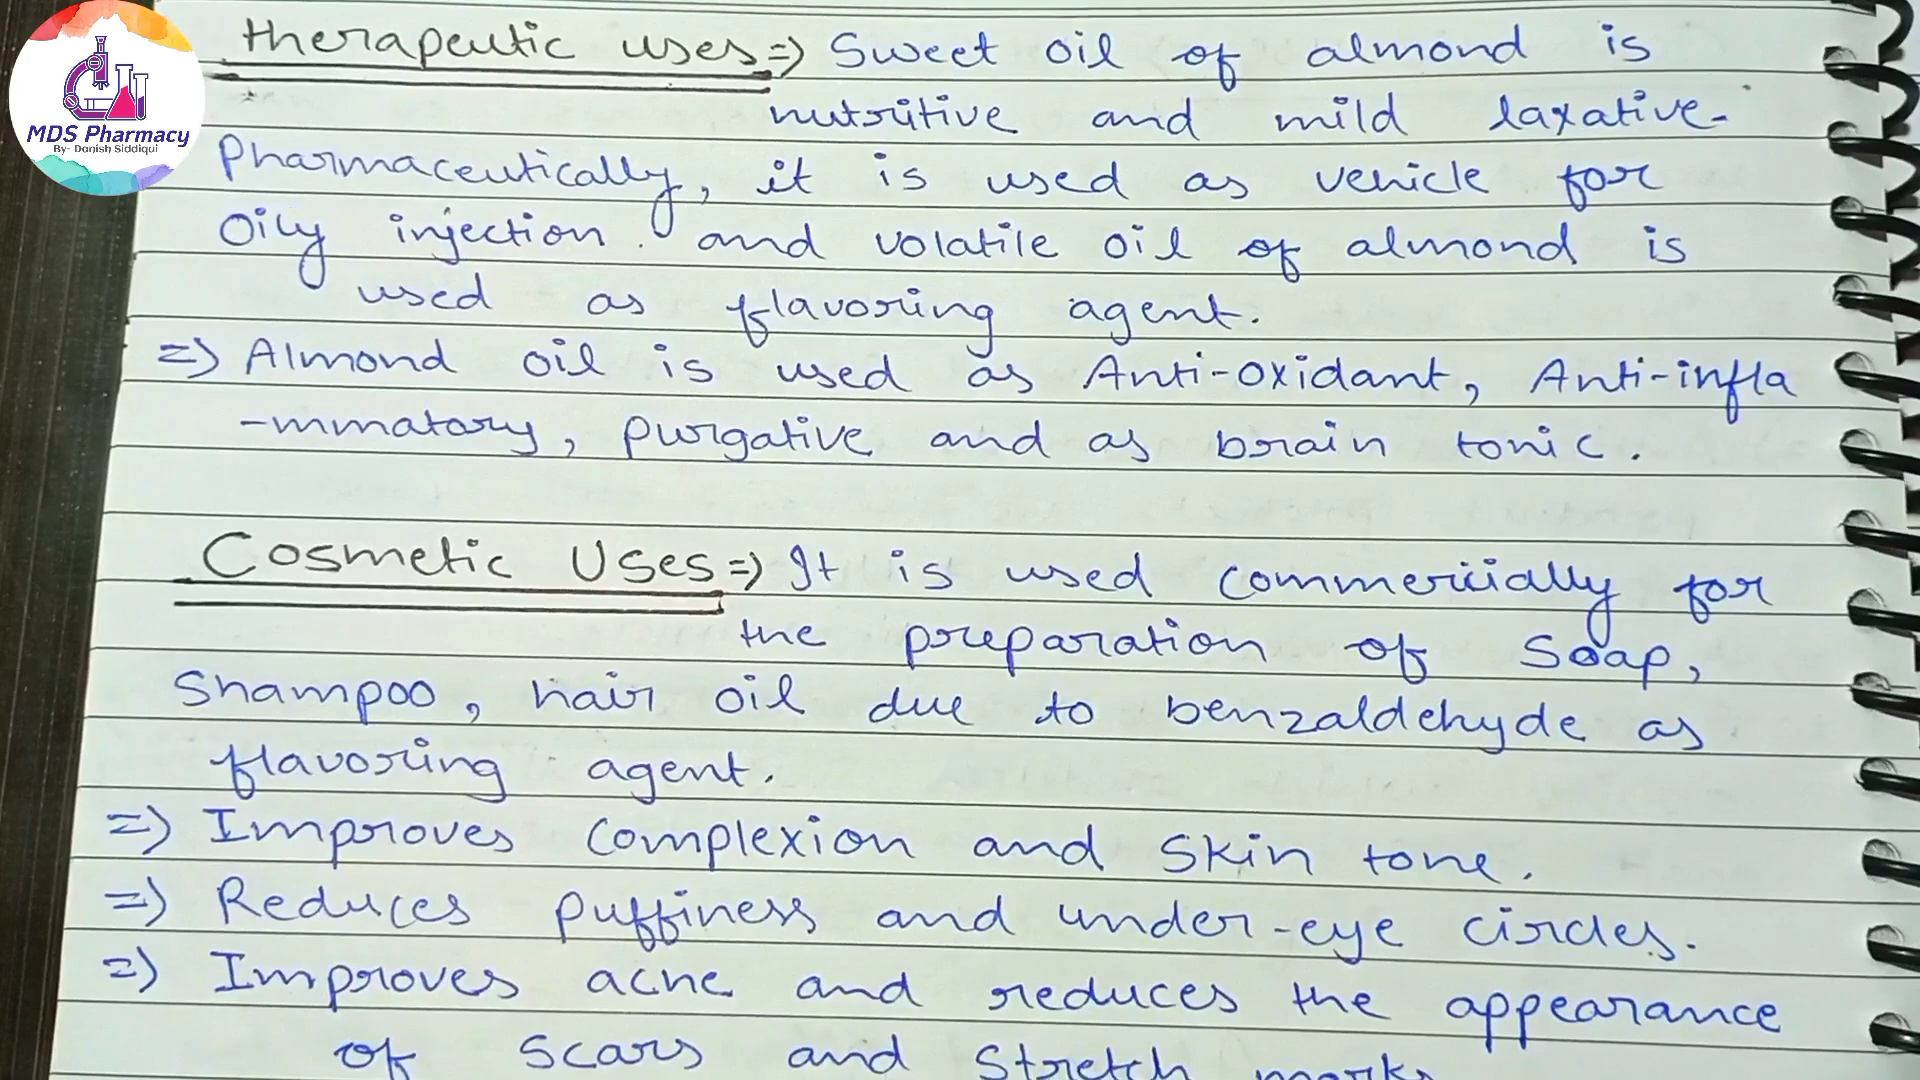 MDS Pharmacy
By- Danish Siddiqui
therapeutic uses => Sweet oil of almond is
nutritive and mild laxative.
Pharmaceutically, it is used as vehicle for
Oily injection. and volatile oil of almond is
used as flavoring agent.
=> Almond oil is used as Anti-oxidant, Anti-infla
-mmatory, purgative and as brain tonic.
Cosmetic Uses => It is used commercially for
the preparation of Soap,
Shampoo, hair oil due to benzaldehyde as
flavoring agent.
=> Improves complexion and skin tone.
=> Reduces puffiness and under-eye circles.
=> Improves acne and reduces the appearance
of scars and stretch marks